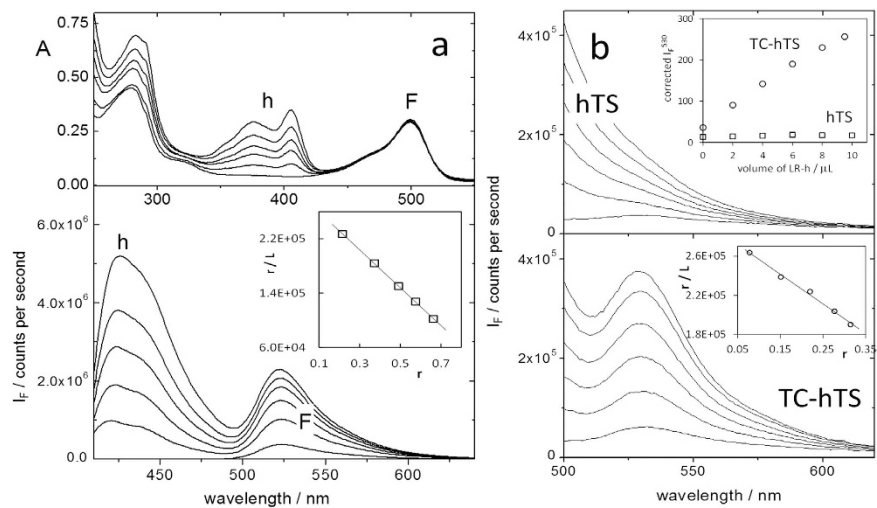 A
a
0.75
0.50
0.25
0.00
h
F
300
400
500
I_F / counts per second
6.0x10⁶
4.0x10⁶
2.0x10⁶
0.0
h
F
r / L
2.2E+05
1.4E+05
6.0E+04
0.1
0.3
0.5
0.7
r
450
500
550
600
wavelength / nm
b
hTS
4x10⁵
2x10⁵
0
corrected I_F⁵³⁰
300
200
100
0
TC-hTS
hTS
0 2 4 6 8 10
volume of LR-h / µL
I_F / counts per second
4x10⁵
2x10⁵
0
r / L
2.6E+05
2.2E+05
1.8E+05
0.05
0.15
0.25
0.35
r
TC-hTS
500
550
600
wavelength / nm